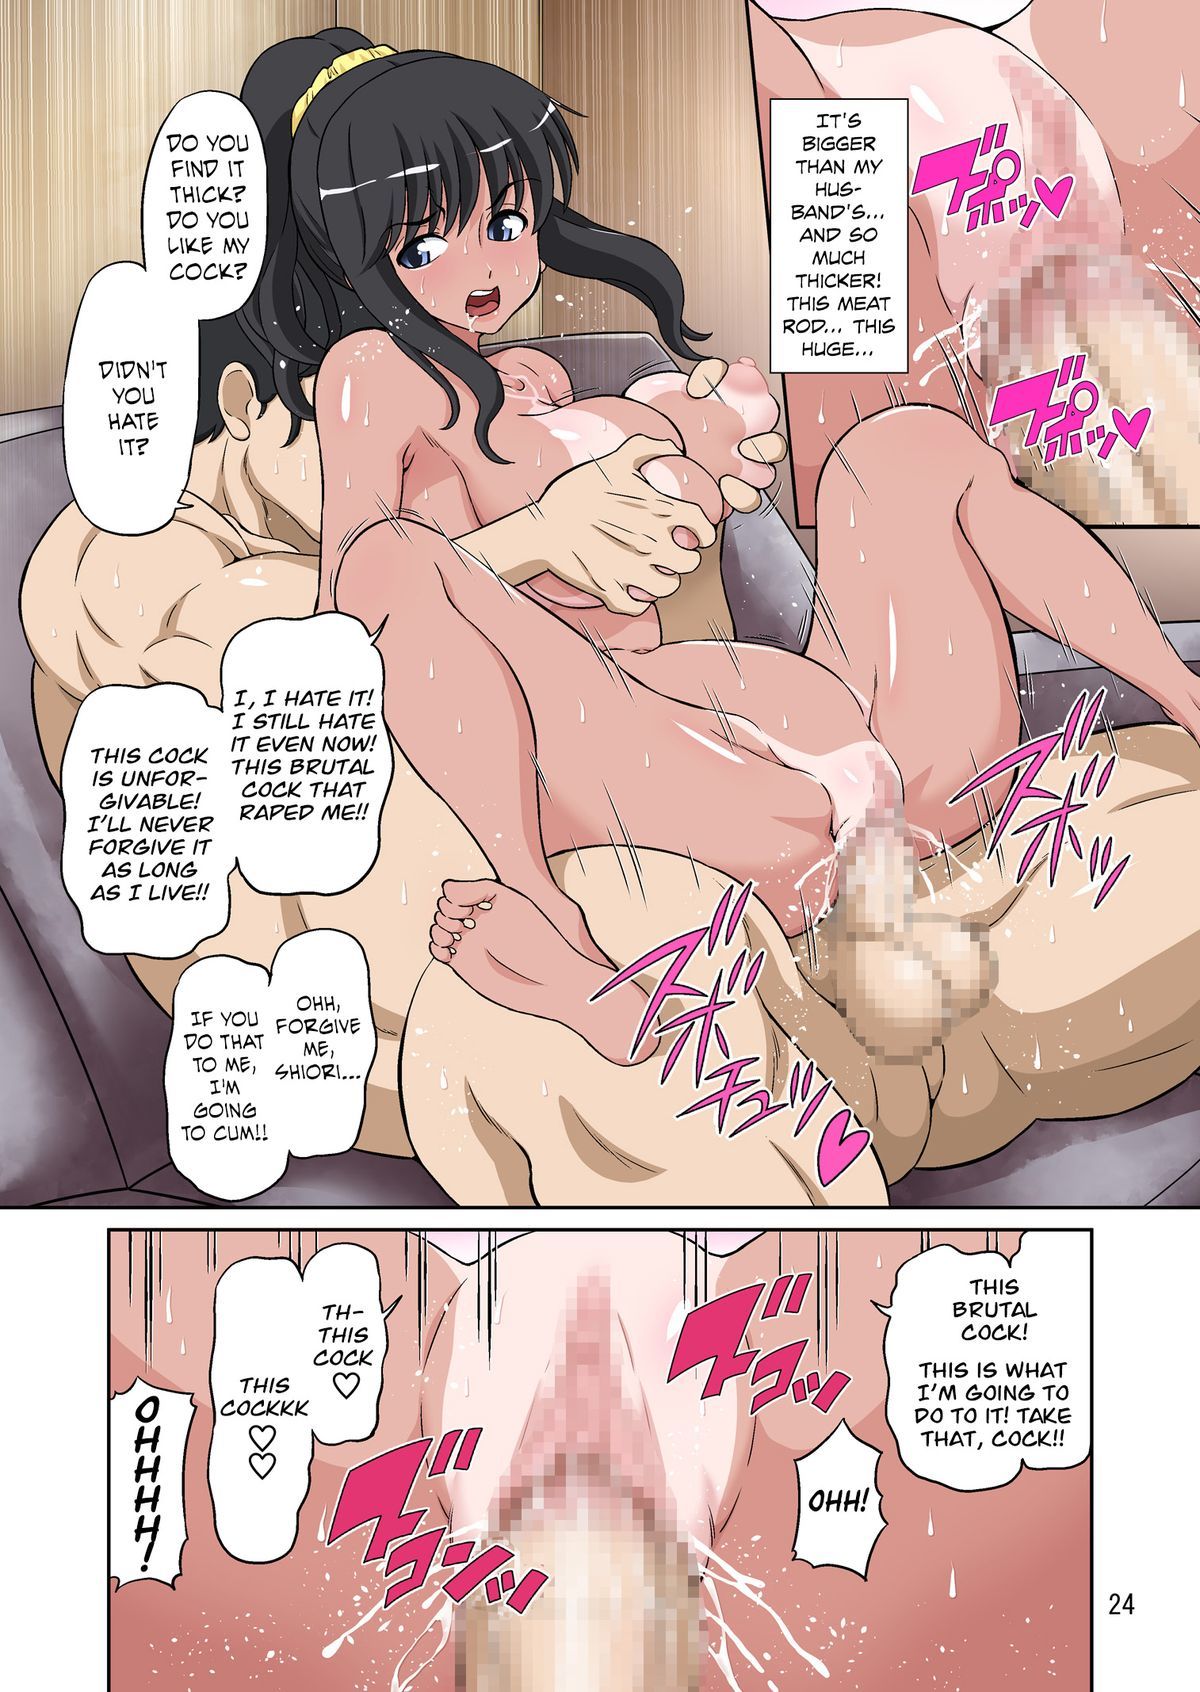 IT'S
BIGGER
THAN MY
HUS-
BAND'S...
AND SO
MUCH
THICKER!
THIS MEAT
ROD... THIS
HUGE...
ズポッ♥
ズポッ♥
DO YOU
FIND IT
THICK?
DO YOU
LIKE MY
COCK?
DIDN'T
YOU
HATE
IT?
I, I HATE IT!
I STILL HATE
IT EVEN NOW!
THIS BRUTAL
COCK THAT
RAPED ME!!
THIS COCK
IS UNFOR-
GIVABLE!
I'LL NEVER
FORGIVE IT
AS LONG
AS I LIVE!!
ズボッ
ズボチュッ♥
OHH,
FORGIVE
ME,
SHIORI...
IF YOU
DO THAT
TO ME,
I'M
GOING
TO CUM!!
THIS
BRUTAL
COCK!
THIS IS WHAT
I'M GOING TO
DO TO IT! TAKE
THAT, COCK!!
OHH!
ズコッ
TH-
THIS
COCK
♡
THIS
COCKKK
♡
♡
ズコンッ
OHHHH!
24